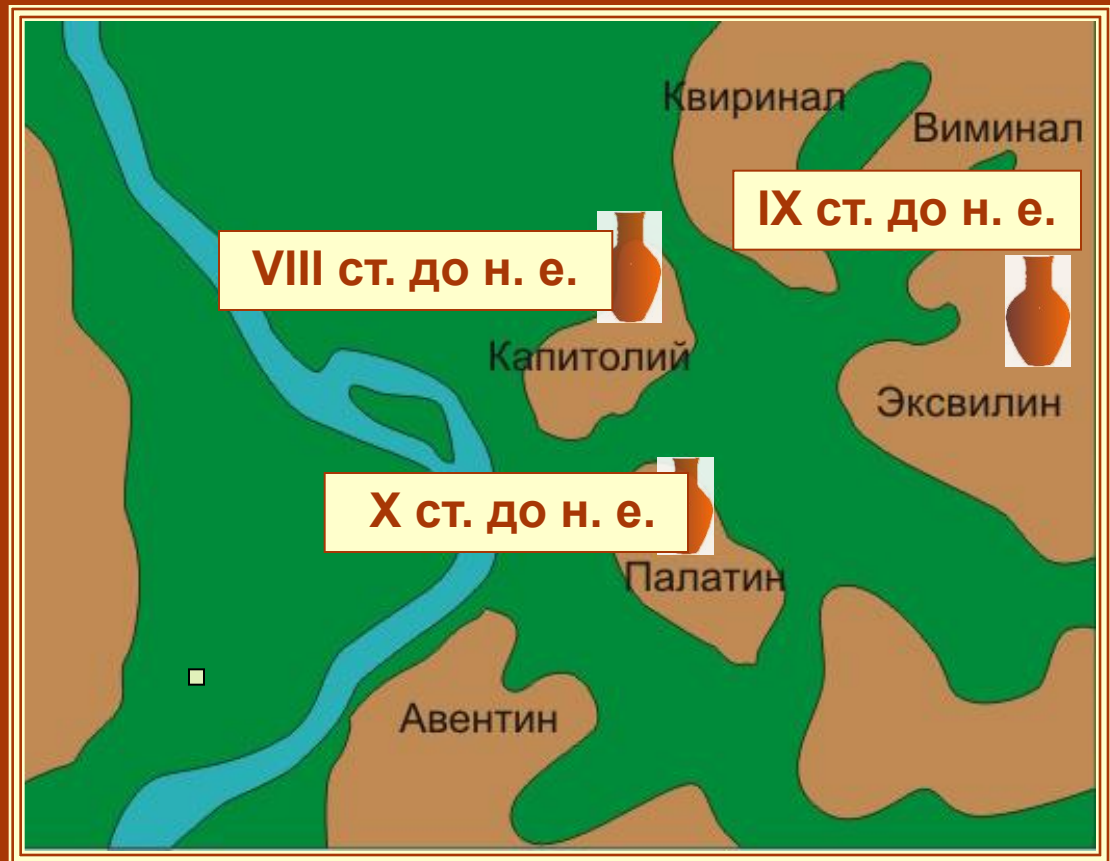 Квиринал
Виминал
IX ст. до н. е.
VIII ст. до н. е.
Капитолий
Эксвилин
X ст. до н. е.
Палатин
Авентин